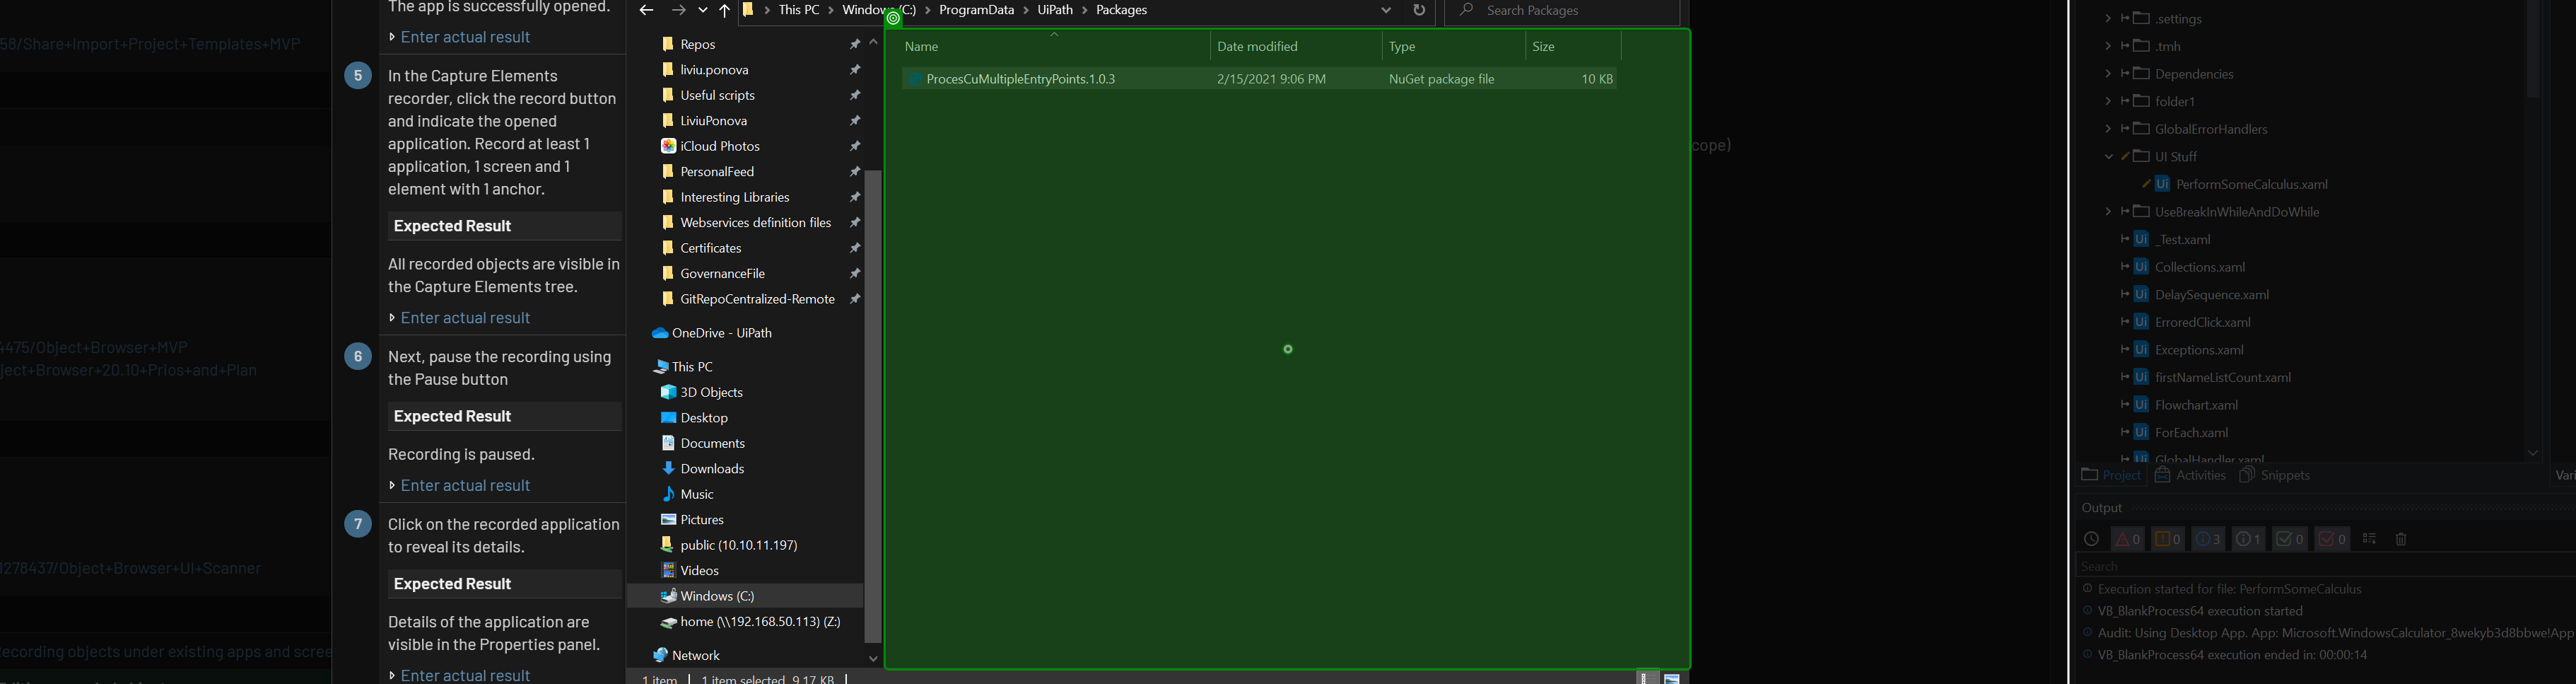 58/Share+Import+Project+Templates+MVP
4475/Object+Browser+MVP
ject+Browser+20.10+Prios+and+Plan
1278437/Object+Browser+UI+Scanner
Recording objects under existing apps and scree
The app is successfully opened.
Enter actual result
5
In the Capture Elements
recorder, click the record button
and indicate the opened
application. Record at least 1
application, 1 screen and 1
element with 1 anchor.
Expected Result
All recorded objects are visible in
the Capture Elements tree.
Enter actual result
6
Next, pause the recording using
the Pause button
Expected Result
Recording is paused.
Enter actual result
7
Click on the recorded application
to reveal its details.
Expected Result
Details of the application are
visible in the Properties panel.
Enter actual result
This PC > Windows (C:) > ProgramData > UiPath > Packages
Search Packages
Repos
liviu.ponova
Useful scripts
LiviuPonova
iCloud Photos
PersonalFeed
Interesting Libraries
Webservices definition files
Certificates
GovernanceFile
GitRepoCentralized-Remote
OneDrive - UiPath
This PC
3D Objects
Desktop
Documents
Downloads
Music
Pictures
public (10.10.11.197)
Videos
Windows (C:)
home (\\192.168.50.113) (Z:)
Network
1 item
1 item selected 9.17 KB
Name Date modified Type Size
ProcesCuMultipleEntryPoints.1.0.3 2/15/2021 9:06 PM NuGet package file 10 KB
cope)
.settings
.tmh
Dependencies
folder1
GlobalErrorHandlers
UI Stuff
Ui PerformSomeCalculus.xaml
UseBreakInWhileAndDoWhile
Ui _Test.xaml
Ui Collections.xaml
Ui DelaySequence.xaml
Ui ErroredClick.xaml
Ui Exceptions.xaml
Ui firstNameListCount.xaml
Ui Flowchart.xaml
Ui ForEach.xaml
Ui GlobalHandler.xaml
Project Activities Snippets
Vari
Output
0 0 3 1 0 0
Search
Execution started for file: PerformSomeCalculus
VB_BlankProcess64 execution started
Audit: Using Desktop App. App: Microsoft.WindowsCalculator_8wekyb3d8bbwe!App
VB_BlankProcess64 execution ended in: 00:00:14